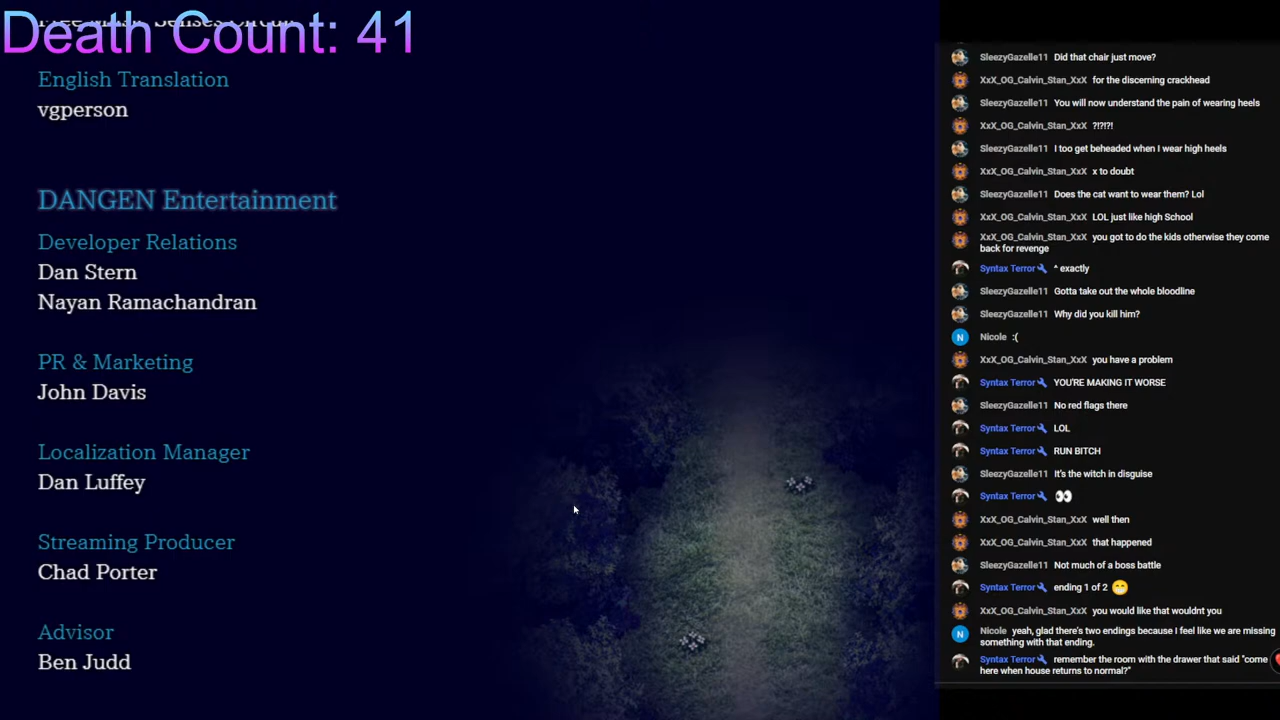 Death Count: 41
English Translation
vgperson
DANGEN Entertainment
Developer Relations
Dan Stern
Nayan Ramachandran
PR & Marketing
John Davis
Localization Manager
Dan Luffey
Streaming Producer
Chad Porter
Advisor
Ben Judd
SleezyGazelle11 Did that chair just move?
XxX_OG_Calvin_Stan_XxX for the discerning crackhead
SleezyGazelle11 You will now understand the pain of wearing heels
XxX_OG_Calvin_Stan_XxX ?!?!?!
SleezyGazelle11 I too get beheaded when I wear high heels
XxX_OG_Calvin_Stan_XxX x to doubt
SleezyGazelle11 Does the cat want to wear them? Lol
XxX_OG_Calvin_Stan_XxX LOL just like high School
XxX_OG_Calvin_Stan_XxX you got to do the kids otherwise they come
back for revenge
Syntax Terror ^ exactly
SleezyGazelle11 Gotta take out the whole bloodline
SleezyGazelle11 Why did you kill him?
N Nicole :(
XxX_OG_Calvin_Stan_XxX you have a problem
Syntax Terror YOU'RE MAKING IT WORSE
SleezyGazelle11 No red flags there
Syntax Terror LOL
Syntax Terror RUN BITCH
SleezyGazelle11 It's the witch in disguise
Syntax Terror 👀
XxX_OG_Calvin_Stan_XxX well then
XxX_OG_Calvin_Stan_XxX that happened
SleezyGazelle11 Not much of a boss battle
Syntax Terror ending 1 of 2 😁
XxX_OG_Calvin_Stan_XxX you would like that wouldnt you
N Nicole yeah, glad there's two endings because I feel like we are missing
something with that ending.
Syntax Terror remember the room with the drawer that said "come
here when house returns to normal?"